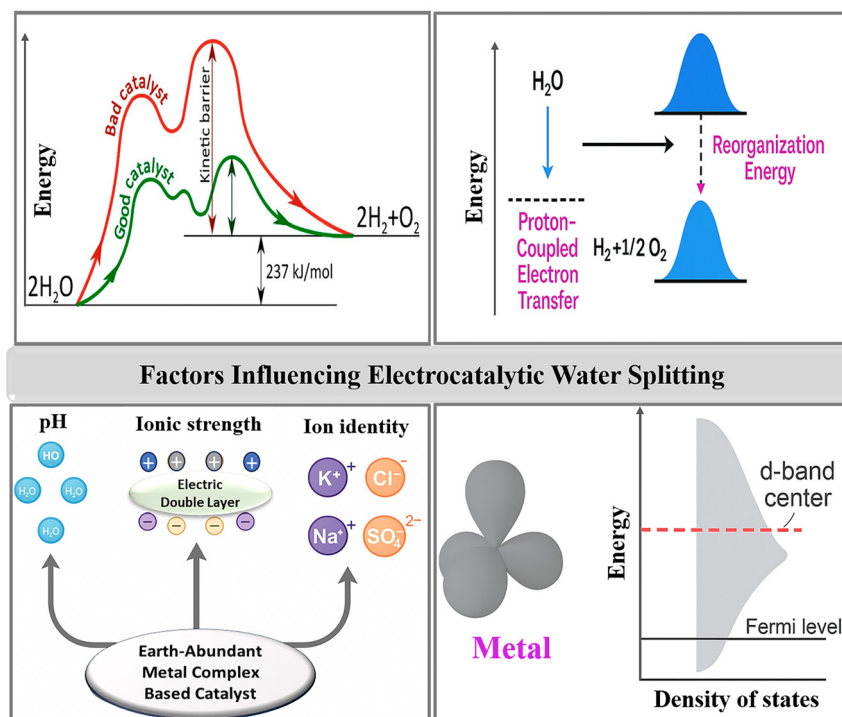 Energy
Bad catalyst
Good catalyst
Kinetic barrier
2H₂O
2H₂+O₂
237 kJ/mol
Energy
H₂O
Reorganization
Energy
Proton-
Coupled
Electron
Transfer
H₂+1/2 O₂
Factors Influencing Electrocatalytic Water Splitting
pH
HO
H₂O
H₂O
H₂O
Ionic strength
+ + + +
Electric
Double Layer
− − − −
Ion identity
K⁺ +
Cl⁻ −
Na⁺ +
SO₄⁻ 2−
Earth-Abundant
Metal Complex
Based Catalyst
Metal
Energy
d-band
center
Fermi level
Density of states